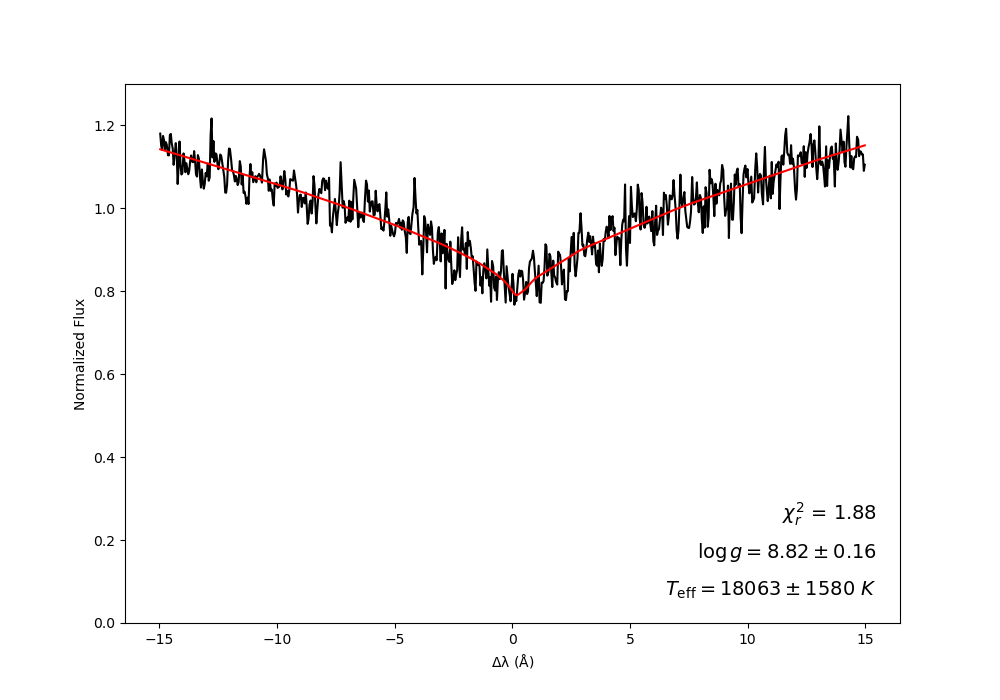 1.2
1.0
0.8
0.6
0.4
0.2
0.0
Normalized Flux
χ²ᵣ = 1.88
log g = 8.82 ± 0.16
T_eff = 18063 ± 1580 K
−15 −10 −5 0 5 10 15
Δλ (Å)